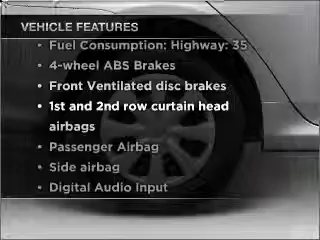 VEHICLE FEATURES
• Fuel Consumption: Highway: 35
• 4-wheel ABS Brakes
• Front Ventilated disc brakes
• 1st and 2nd row curtain head
airbags
• Passenger Airbag
• Side airbag
• Digital Audio Input